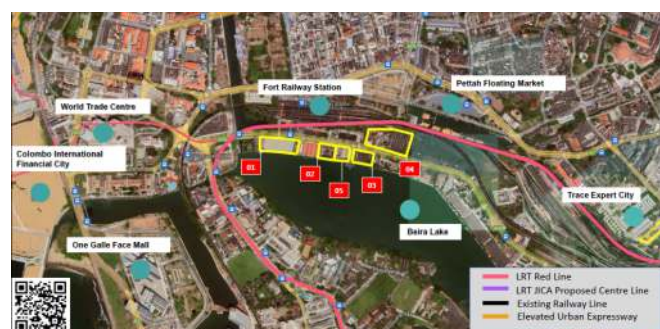 Fort Railway Station
Pettah Floating Market
World Trade Centre
Colombo International
Financial City
01
02
05
03
04
Trace Expert City
Beira Lake
One Galle Face Mall
LRT Red Line
LRT JICA Proposed Centre Line
Existing Railway Line
Elevated Urban Expressway